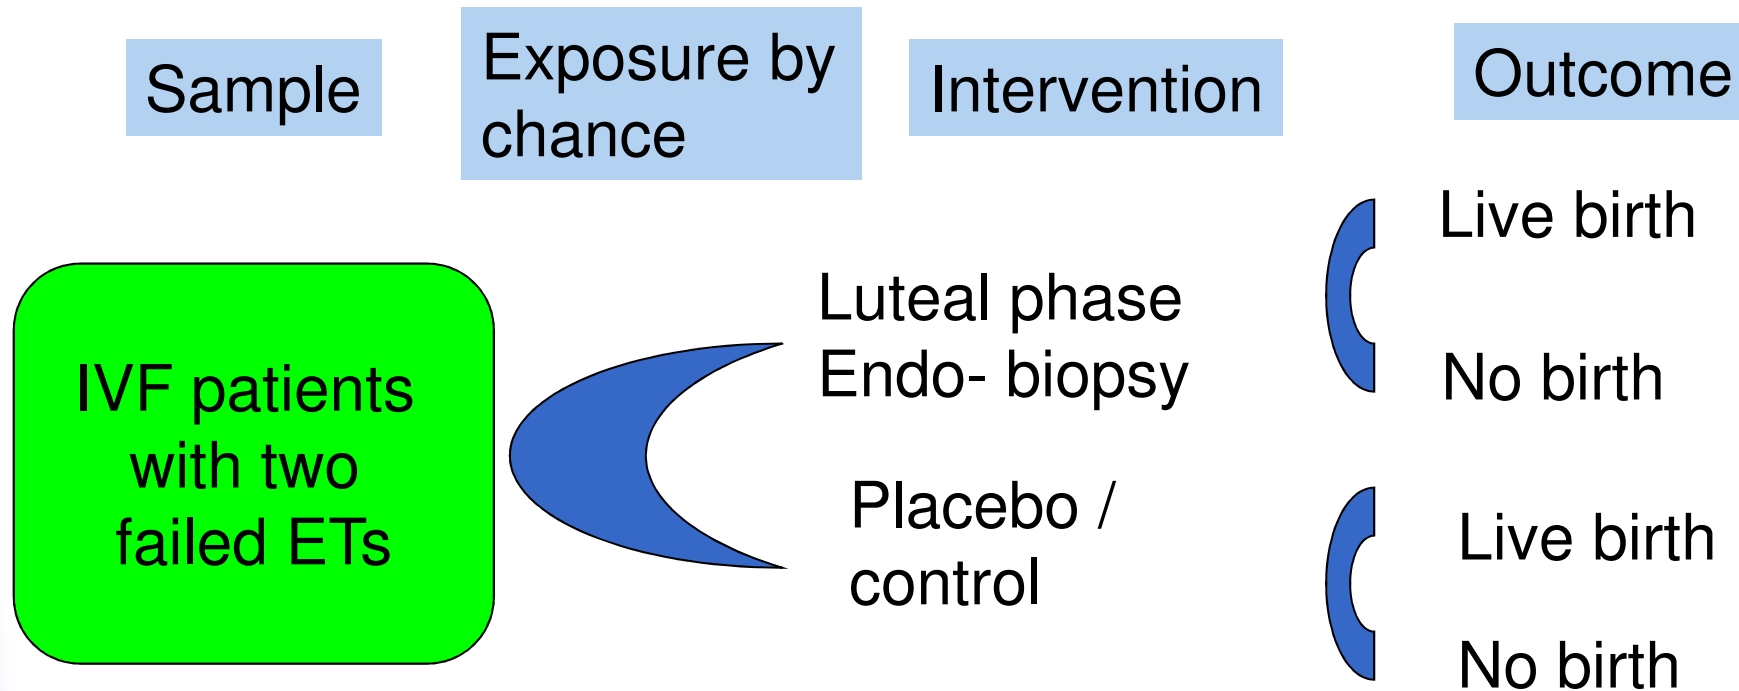 Sample
Exposure by
chance
Intervention
Outcome
IVF patients
with two
failed ETs
Luteal phase
Endo- biopsy
Placebo /
control
Live birth
No birth
Live birth
No birth